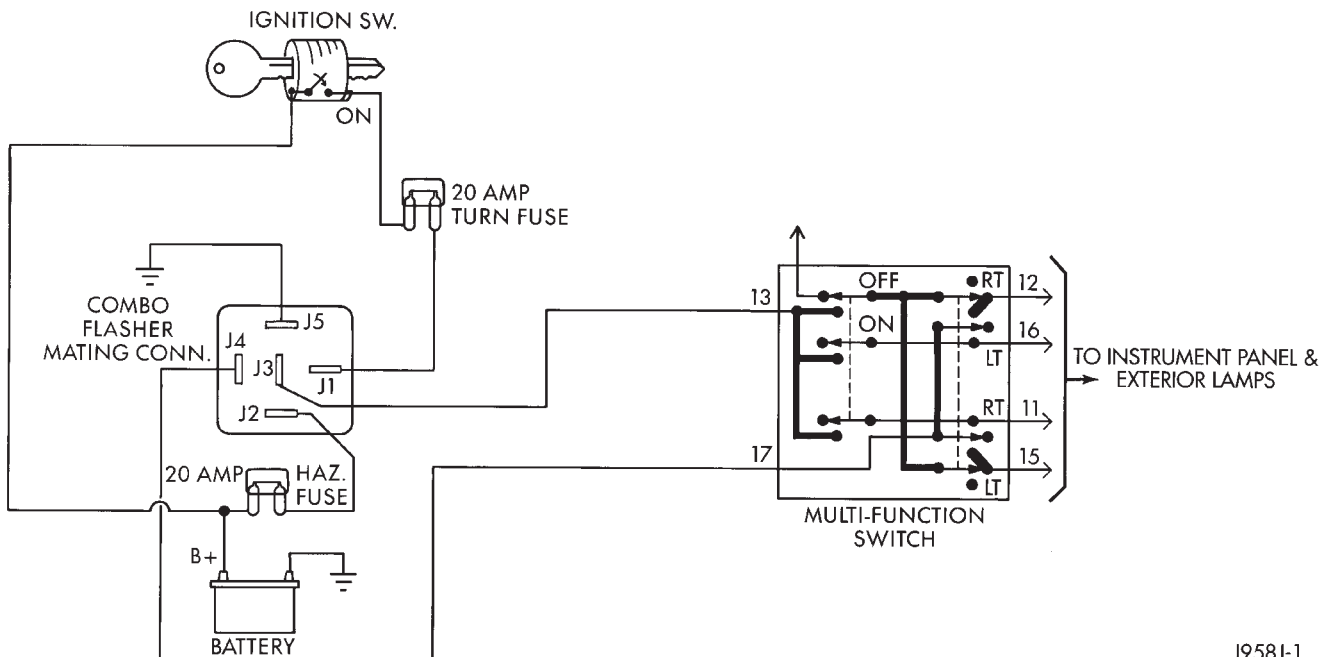 IGNITION SW.
ON
20 AMP
TURN FUSE
COMBO
FLASHER
MATING CONN.
J5
J4
J3
J1
J2
20 AMP
HAZ.
FUSE
B+
BATTERY
13
17
OFF
ON
RT
LT
RT
LT
12
16
11
15
TO INSTRUMENT PANEL &
EXTERIOR LAMPS
MULTI-FUNCTION
SWITCH
J958J-1